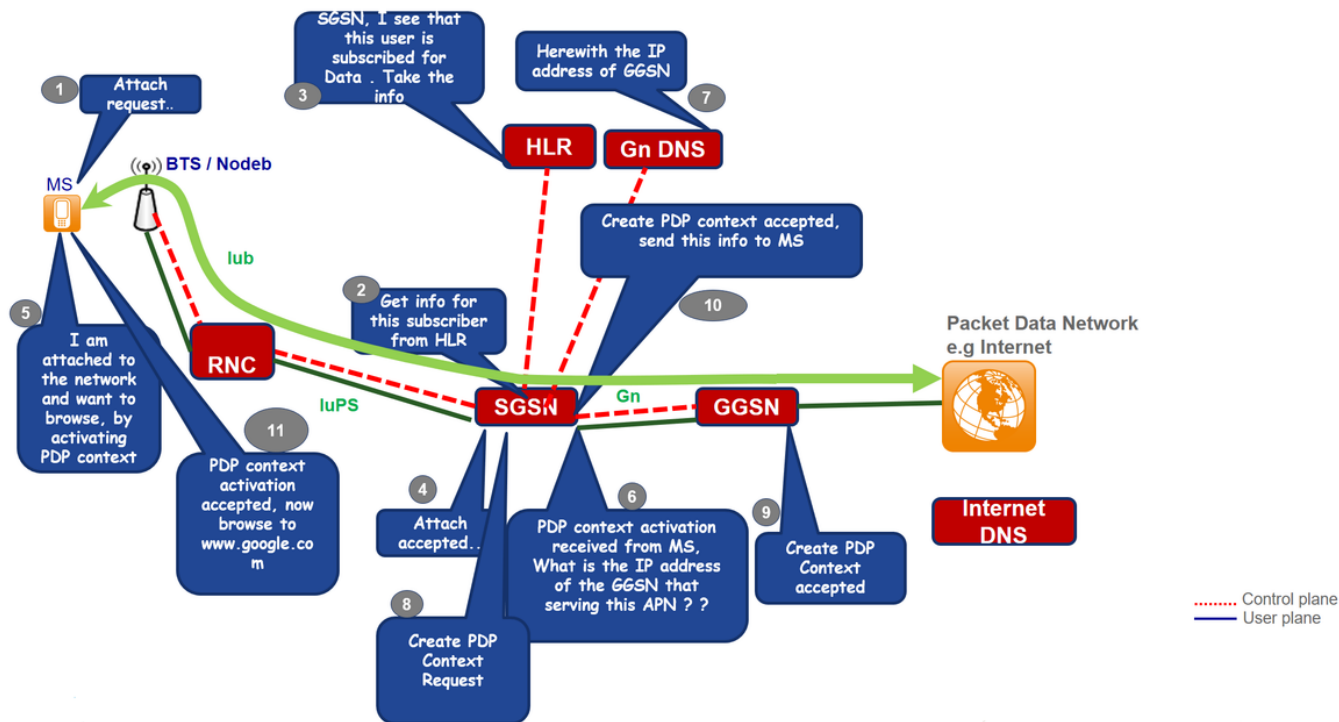 SGSN, I see that
this user is
subscribed for
Data . Take the
info
3
Herewith the IP
address of GGSN
7
1
Attach
request..
HLR
Gn DNS
BTS / Nodeb
MS
Create PDP context accepted,
send this info to MS
10
Iub
2
Get info for
this subscriber
from HLR
5
I am
attached to
the network
and want to
browse, by
activating
PDP context
RNC
IuPS
SGSN
Gn
GGSN
Packet Data Network
e.g Internet
11
PDP context
activation
accepted, now
browse to
www.google.co
m
4
Attach
accepted..
6
PDP context activation
received from MS,
What is the IP address
of the GGSN that
serving this APN ? ?
9
Create PDP
Context
accepted
Internet
DNS
8
Create PDP
Context
Request
Control plane
User plane